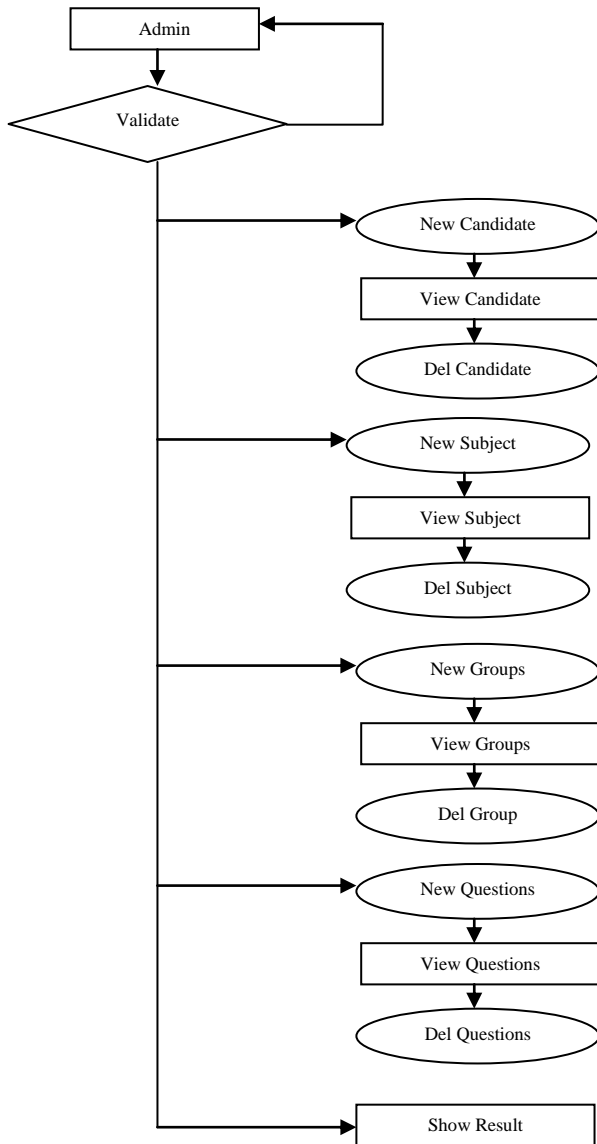 Admin
Validate
New Candidate
View Candidate
Del Candidate
New Subject
View Subject
Del Subject
New Groups
View Groups
Del Group
New Questions
View Questions
Del Questions
Show Result